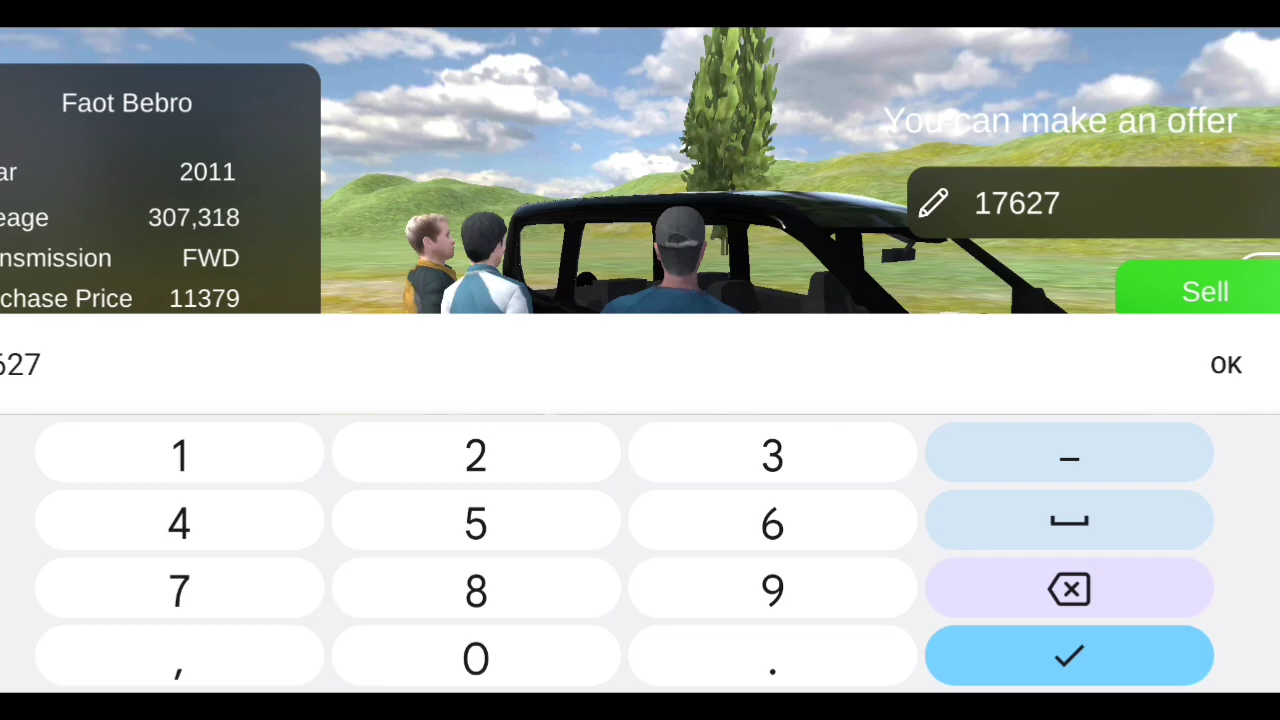 Faot Bebro
You can make an offer
ar 2011
17627
eage 307,318
nsmission FWD
chase Price 11379
Sell
627
OK
1 2 3 –
4 5 6
7 8 9
, 0 .